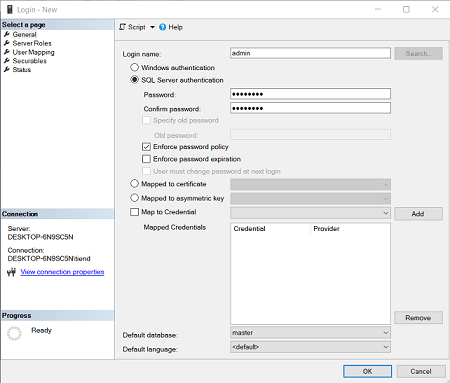 Login - New
Select a page
General
Server Roles
User Mapping
Securables
Status
Script
Help
Login name:
admin
Search...
Windows authentication
SQL Server authentication
Password:
●●●●●●●●
Confirm password:
●●●●●●●●
Specify old password
Old password:
Enforce password policy
Enforce password expiration
User must change password at next login
Mapped to certificate
Mapped to asymmetric key
Map to Credential
Add
Mapped Credentials
Credential Provider
Remove
Default database:
master
Default language:
<default>
Connection
Server:
DESKTOP-6N9SC5N
Connection:
DESKTOP-6N9SC5N\tiend
View connection properties
Progress
Ready
OK
Cancel